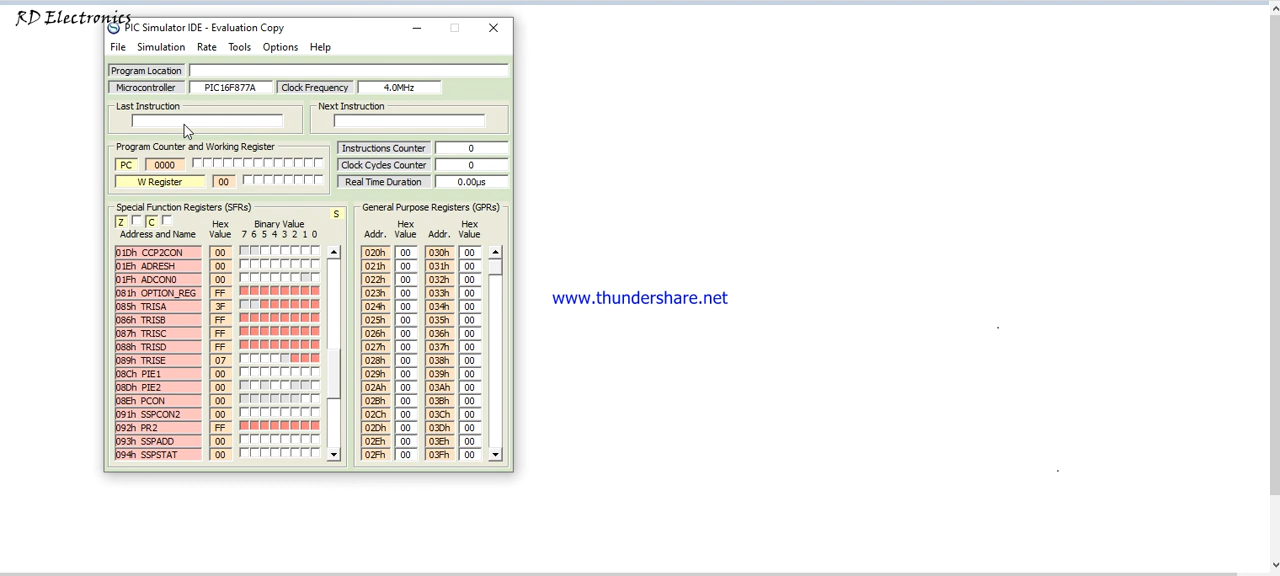 RD Electronics
PIC Simulator IDE - Evaluation Copy
File Simulation Rate Tools Options Help
Program Location
Microcontroller PIC16F877A Clock Frequency 4.0MHz
Last Instruction Next Instruction
Program Counter and Working Register
PC 0000
W Register 00
Instructions Counter 0
Clock Cycles Counter 0
Real Time Duration 0.00µs
Special Function Registers (SFRs) S
Z C
Hex Binary Value
Address and Name Value 7 6 5 4 3 2 1 0
01Dh CCP2CON 00
01Eh ADRESH 00
01Fh ADCON0 00
081h OPTION_REG FF
085h TRISA 3F
086h TRISB FF
087h TRISC FF
088h TRISD FF
089h TRISE 07
08Ch PIE1 00
08Dh PIE2 00
08Eh PCON 00
091h SSPCON2 00
092h PR2 FF
093h SSPADD 00
094h SSPSTAT 00
General Purpose Registers (GPRs)
Hex Hex
Addr. Value Addr. Value
020h 00 030h 00
021h 00 031h 00
022h 00 032h 00
023h 00 033h 00
024h 00 034h 00
025h 00 035h 00
026h 00 036h 00
027h 00 037h 00
028h 00 038h 00
029h 00 039h 00
02Ah 00 03Ah 00
02Bh 00 03Bh 00
02Ch 00 03Ch 00
02Dh 00 03Dh 00
02Eh 00 03Eh 00
02Fh 00 03Fh 00
www.thundershare.net